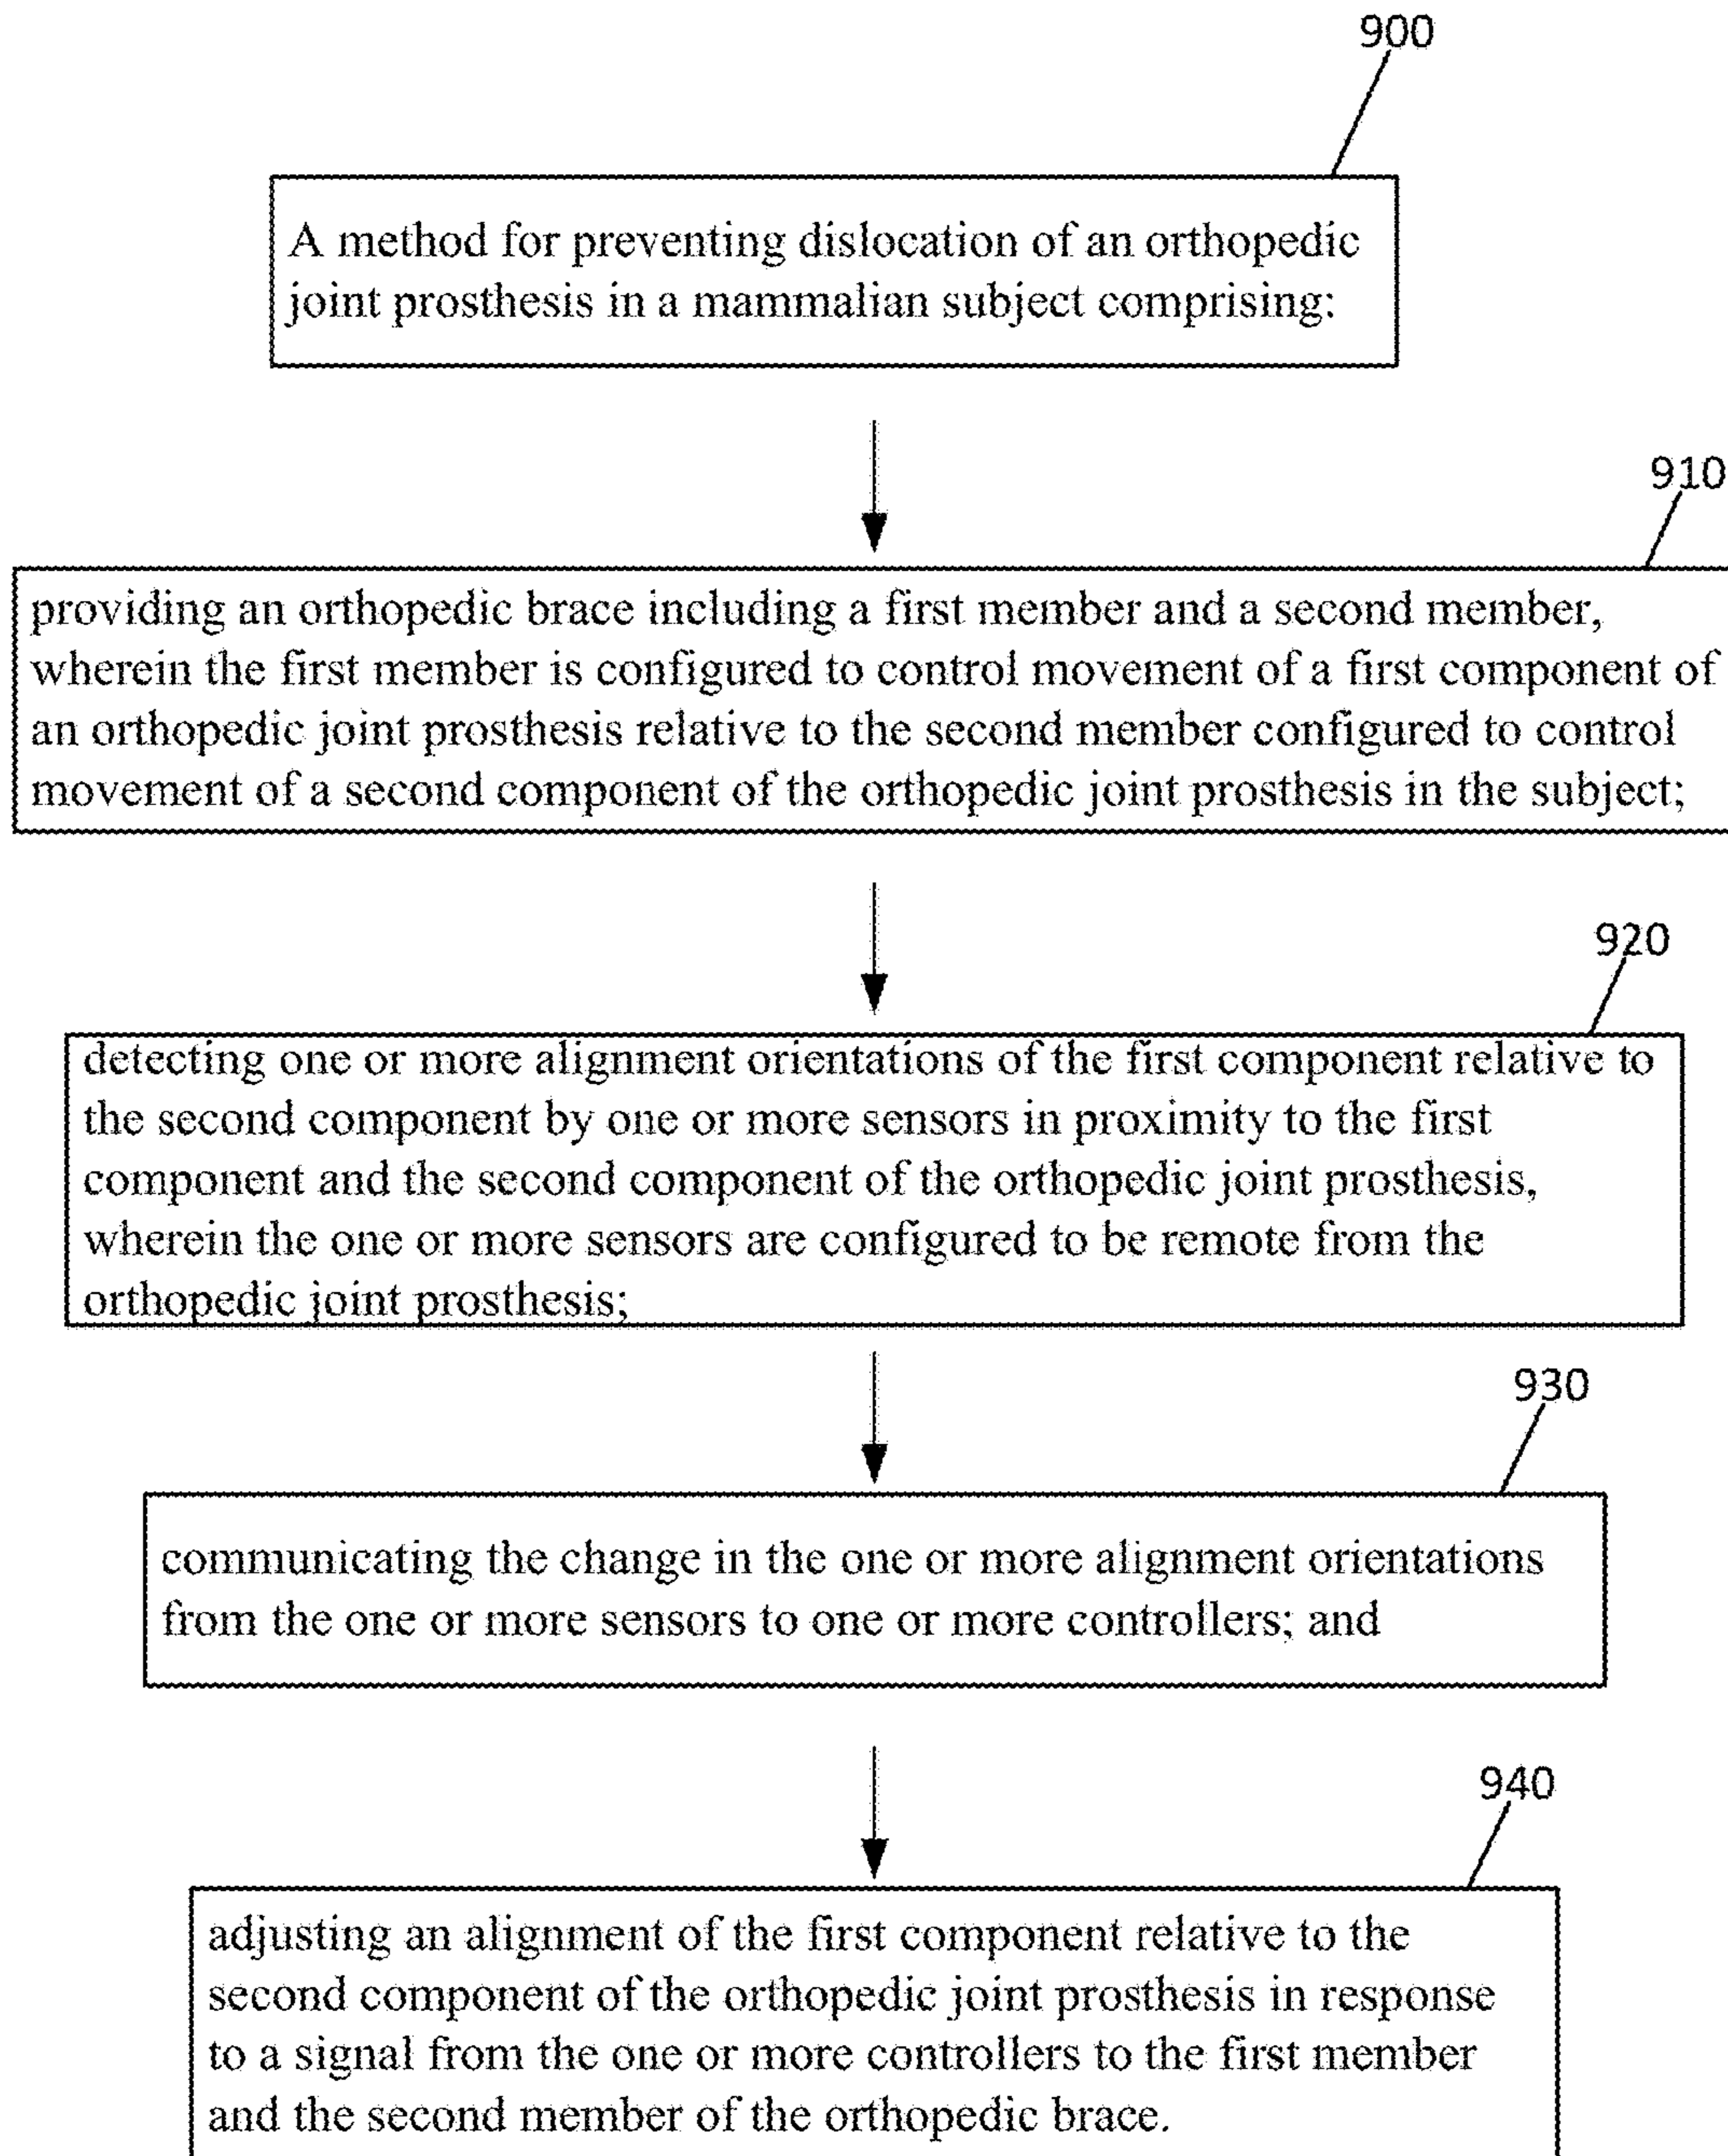 900
A method for preventing dislocation of an orthopedic
joint prosthesis in a mammalian subject comprising:
910
providing an orthopedic brace including a first member and a second member,
wherein the first member is configured to control movement of a first component of
an orthopedic joint prosthesis relative to the second member configured to control
movement of a second component of the orthopedic joint prosthesis in the subject;
920
detecting one or more alignment orientations of the first component relative to
the second component by one or more sensors in proximity to the first
component and the second component of the orthopedic joint prosthesis,
wherein the one or more sensors are configured to be remote from the
orthopedic joint prosthesis;
930
communicating the change in the one or more alignment orientations
from the one or more sensors to one or more controllers; and
940
adjusting an alignment of the first component relative to the
second component of the orthopedic joint prosthesis in response
to a signal from the one or more controllers to the first member
and the second member of the orthopedic brace.